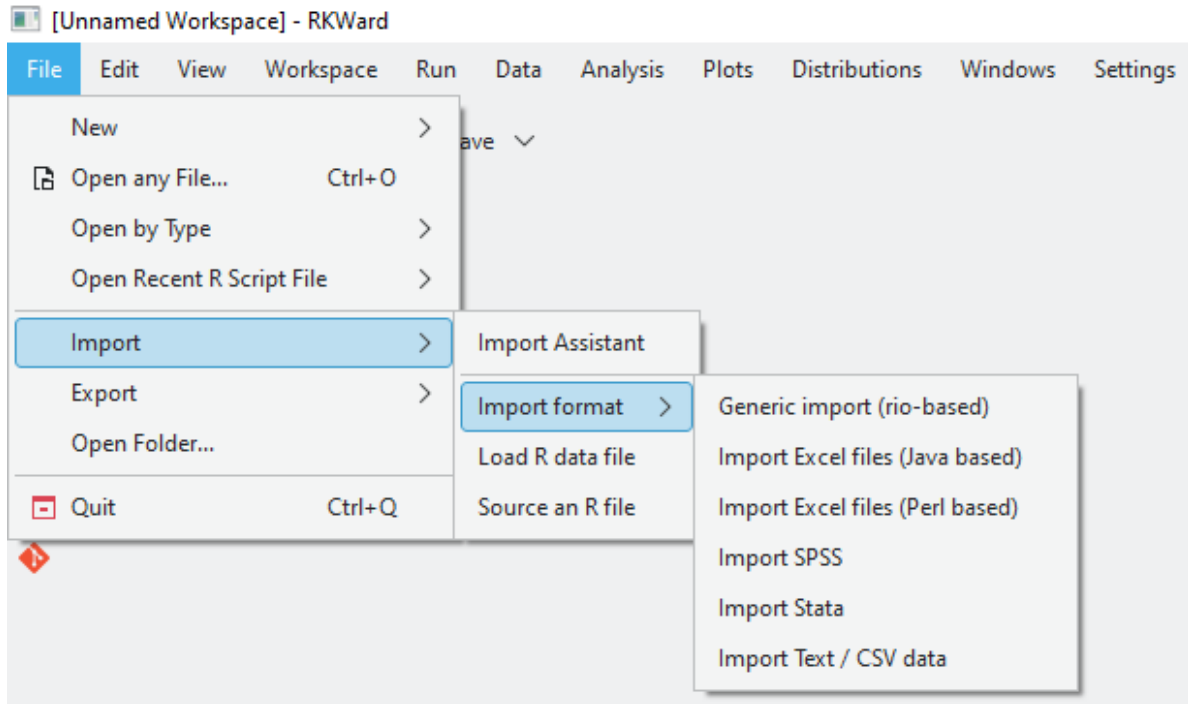 [Unnamed Workspace] - RKWard
File Edit View Workspace Run Data Analysis Plots Distributions Windows Settings
New
ave
Open any File... Ctrl+O
Open by Type
Open Recent R Script File
Import
Import Assistant
Export
Import format
Generic import (rio-based)
Open Folder...
Load R data file
Import Excel files (Java based)
Quit Ctrl+Q
Source an R file
Import Excel files (Perl based)
Import SPSS
Import Stata
Import Text / CSV data